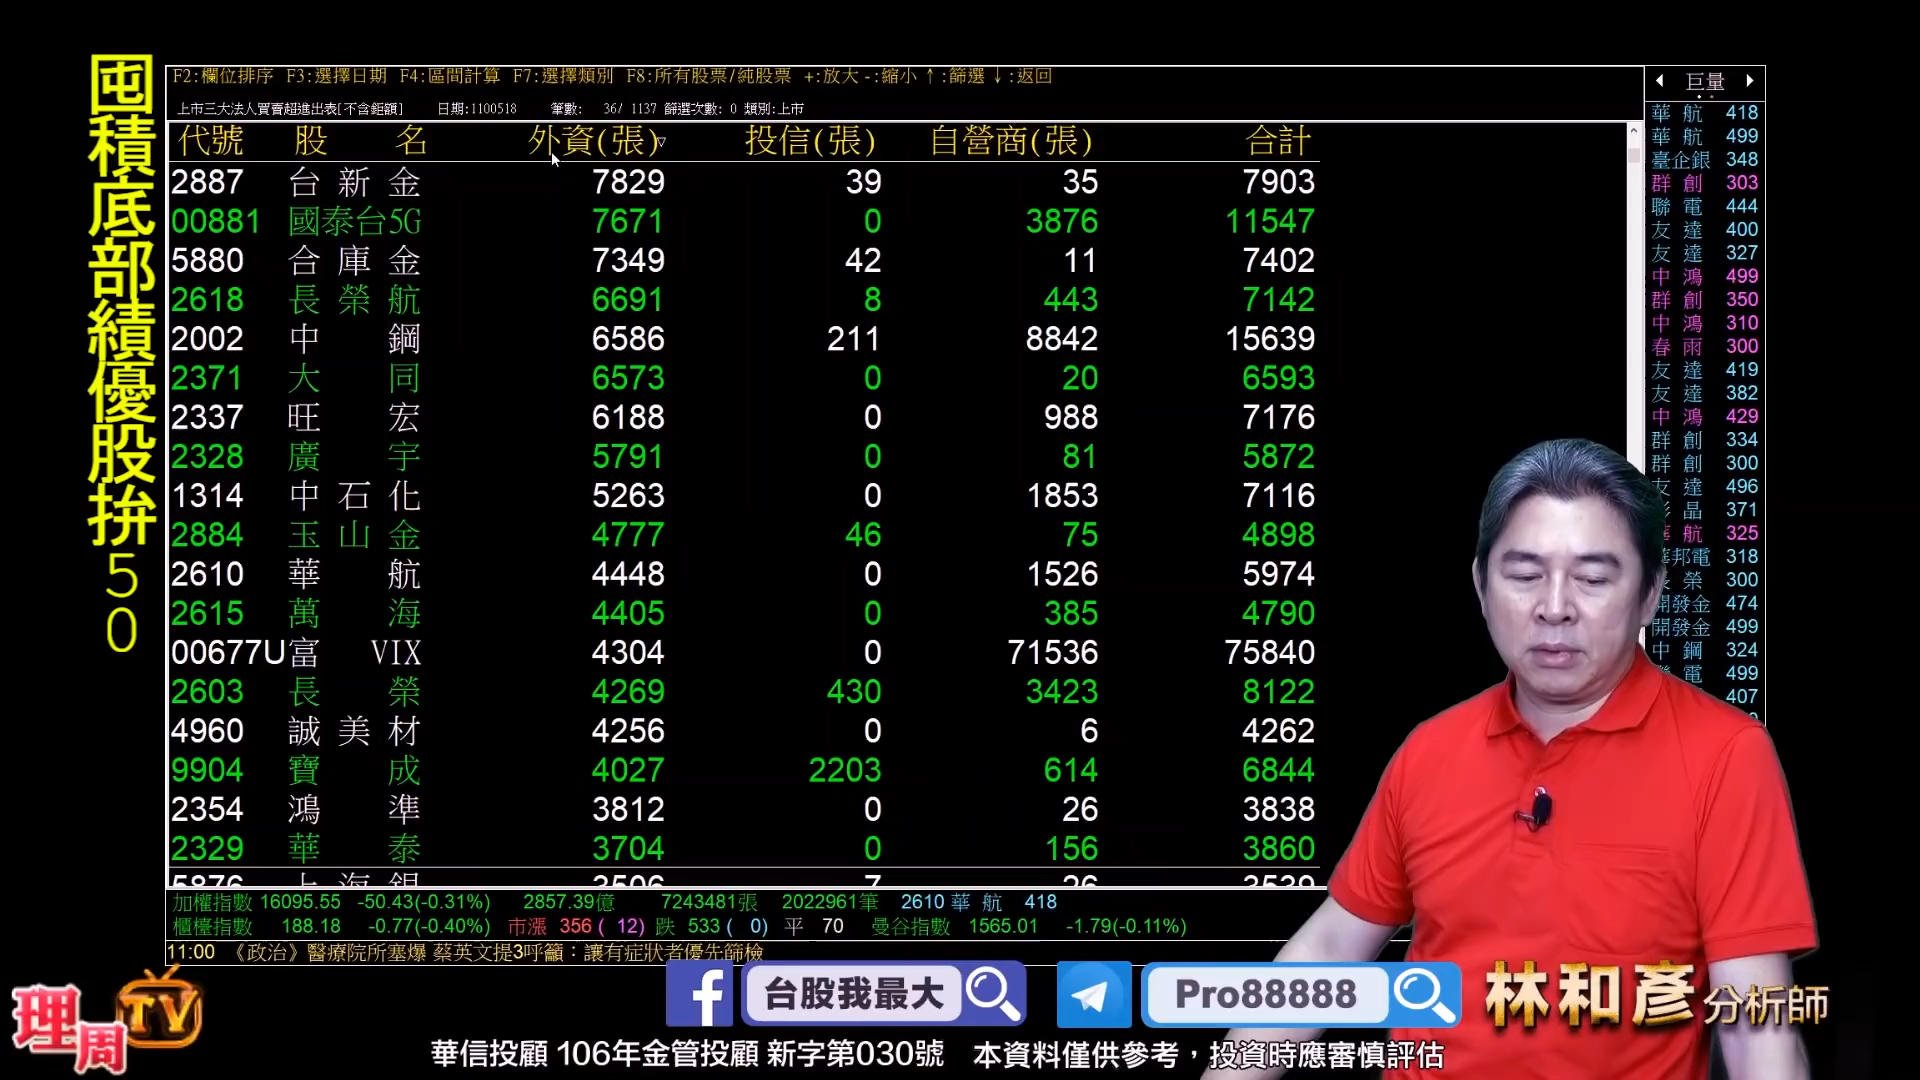 囤積底部績優股拚50
F2:欄位排序 F3:選擇日期 F4:區間計算 F7:選擇類別 F8:所有股票/純股票 +:放大 -:縮小 ↑:篩選 ↓:返回
上市三大法人買賣超進出表[不含鉅額] 日期:1100518 筆數: 36/ 1137 篩選次數: 0 類別:上市
代號 股名 外資(張) 投信(張) 自營商(張) 合計
2887 台新金 7829 39 35 7903
00881 國泰台5G 7671 0 3876 11547
5880 合庫金 7349 42 11 7402
2618 長榮航 6691 8 443 7142
2002 中鋼 6586 211 8842 15639
2371 大同 6573 0 20 6593
2337 旺宏 6188 0 988 7176
2328 廣宇 5791 0 81 5872
1314 中石化 5263 0 1853 7116
2884 玉山金 4777 46 75 4898
2610 華航 4448 0 1526 5974
2615 萬海 4405 0 385 4790
00677U 富VIX 4304 0 71536 75840
2603 長榮 4269 430 3423 8122
4960 誠美材 4256 0 6 4262
9904 寶成 4027 2203 614 6844
2354 鴻準 3812 0 26 3838
2329 華泰 3704 0 156 3860
5876 上海銀 3506 7 26 3539
巨量
華航 418
華航 499
臺企銀 348
群創 303
聯電 444
友達 400
友達 327
中鴻 499
群創 350
中鴻 310
春雨 300
友達 419
友達 382
中鴻 429
群創 334
群創 300
友達 496
晶 371
航 325
邦電 318
榮 300
開發金 474
開發金 499
中鋼 324
電 499
407
加權指數 16095.55 -50.43(-0.31%) 2857.39億 7243481張 2022961筆 2610 華航 418
櫃檯指數 188.18 -0.77(-0.40%) 市漲 356 ( 12) 跌 533 ( 0) 平 70 曼谷指數 1565.01 -1.79(-0.11%)
11:00 《政治》醫療院所塞爆 蔡英文提3呼籲：讓有症狀者優先篩檢
理周TV
台股我最大
Pro88888
林和彥分析師
華信投顧 106年金管投顧 新字第030號 本資料僅供參考，投資時應審慎評估